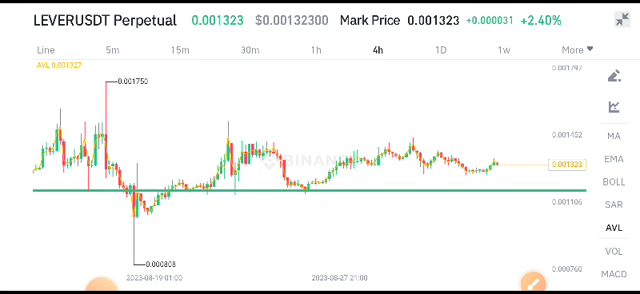 LEVERUSDT Perpetual 0.001323 $0.00132300 Mark Price 0.001323 +0.000031 +2.40%
Line 5m 15m 30m 1h 4h 1D 1w More
AVL 0.001327
0.001797
0.001750
0.001452
BINAN
0.001323
0.001106
0.000808
0.000760
2023-08-19 01:00 2023-08-27 21:00
MA
EMA
BOLL
SAR
AVL
VOL
MACD